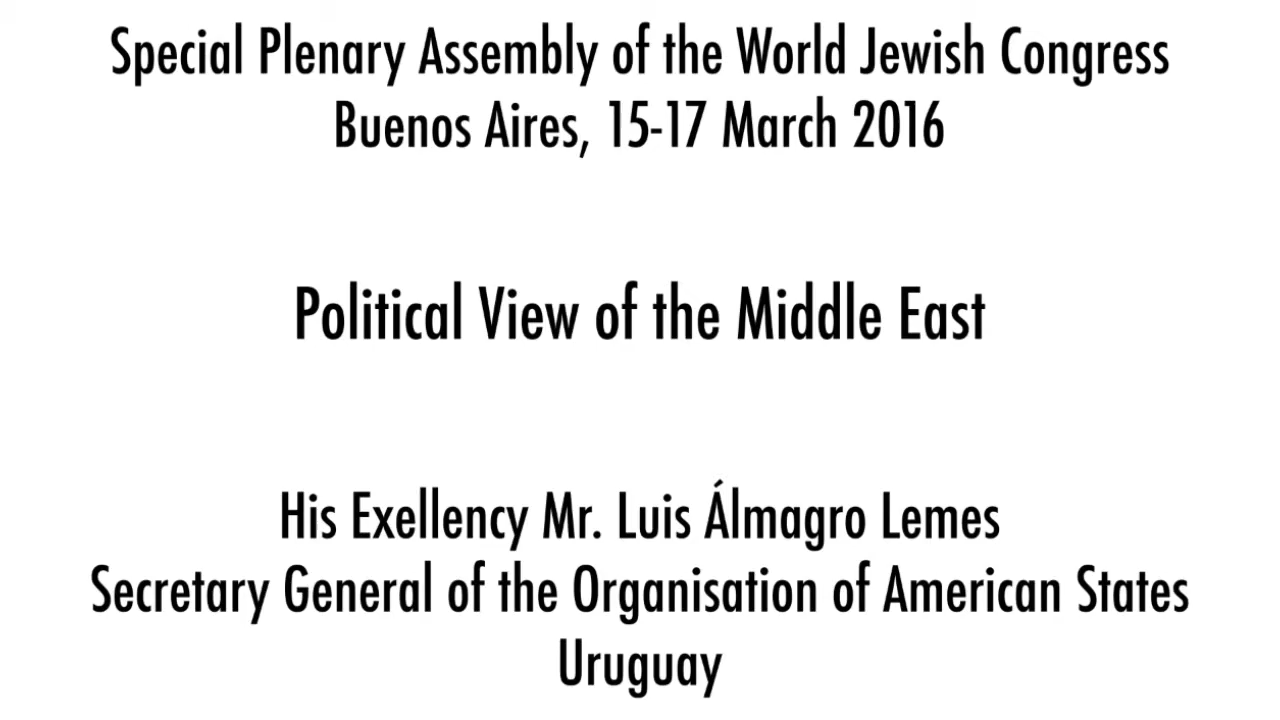 Special Plenary Assembly of the World Jewish Congress
Buenos Aires, 15-17 March 2016
Political View of the Middle East
His Exellency Mr. Luis Álmagro Lemes
Secretary General of the Organisation of American States
Uruguay